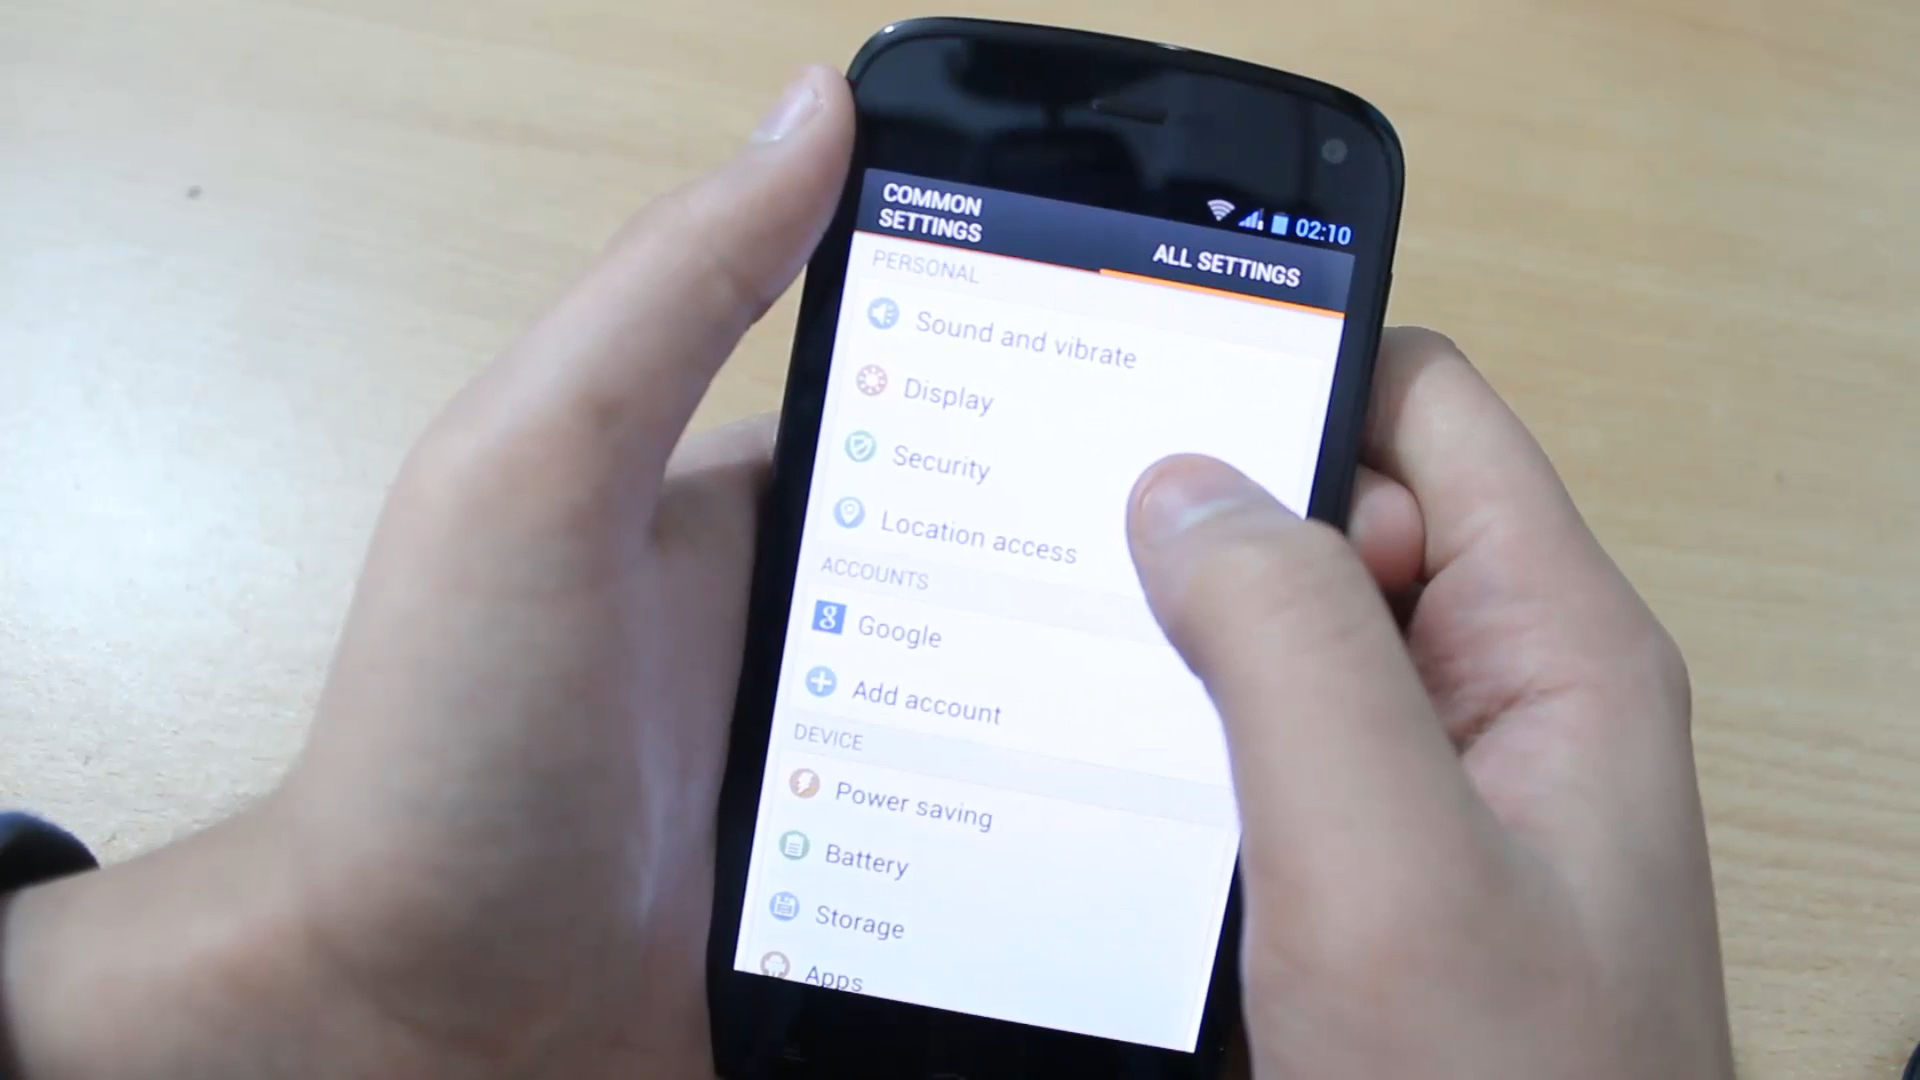 COMMON
SETTINGS
02:10
ALL SETTINGS
PERSONAL
Sound and vibrate
Display
Security
Location access
ACCOUNTS
g Google
Add account
DEVICE
Power saving
Battery
Storage
Apps